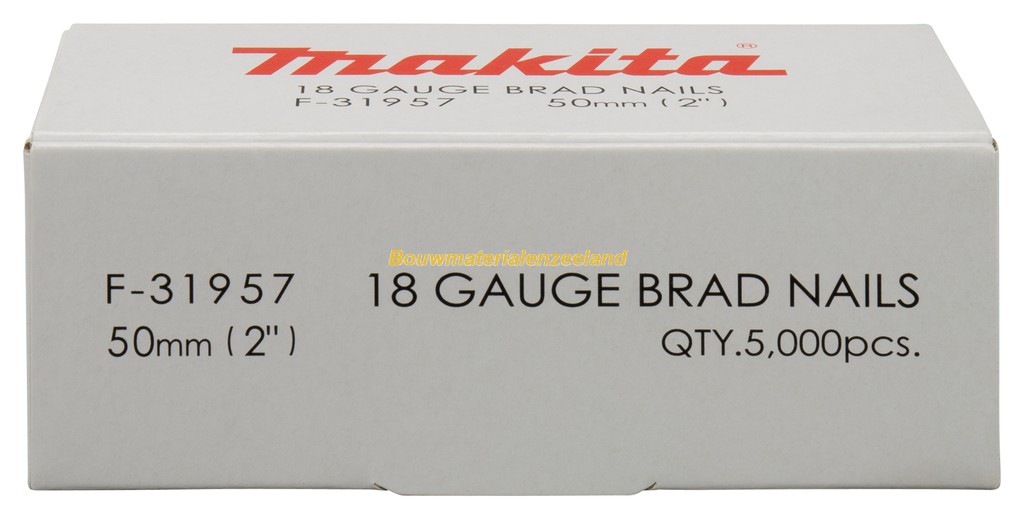 makita®
18 GAUGE BRAD NAILS
F-31957 50mm (2")
Bouwmaterialenzeeland
F-31957 18 GAUGE BRAD NAILS
50mm (2") QTY.5,000pcs.